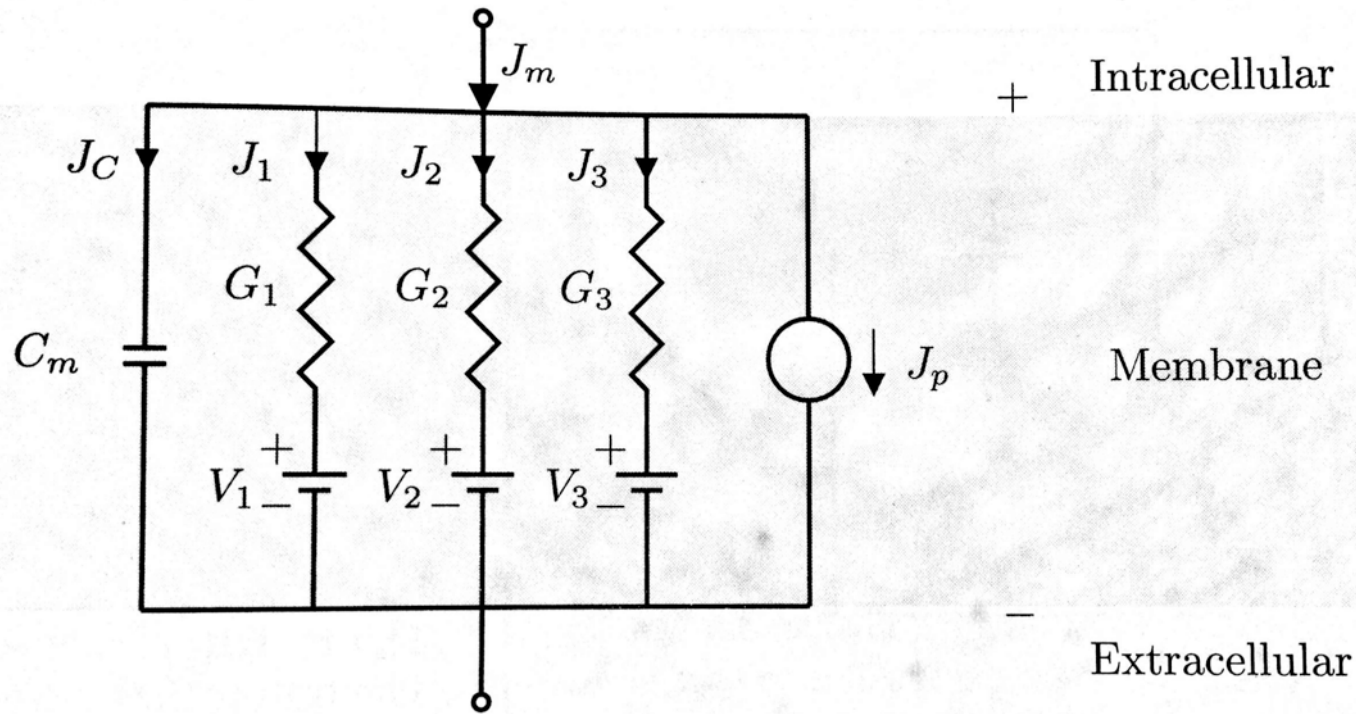 J_m
+ Intracellular
J_C J_1 J_2 J_3
G_1 G_2 G_3
C_m J_p Membrane
+ + +
V_1 V_2 V_3
− − −
−
Extracellular